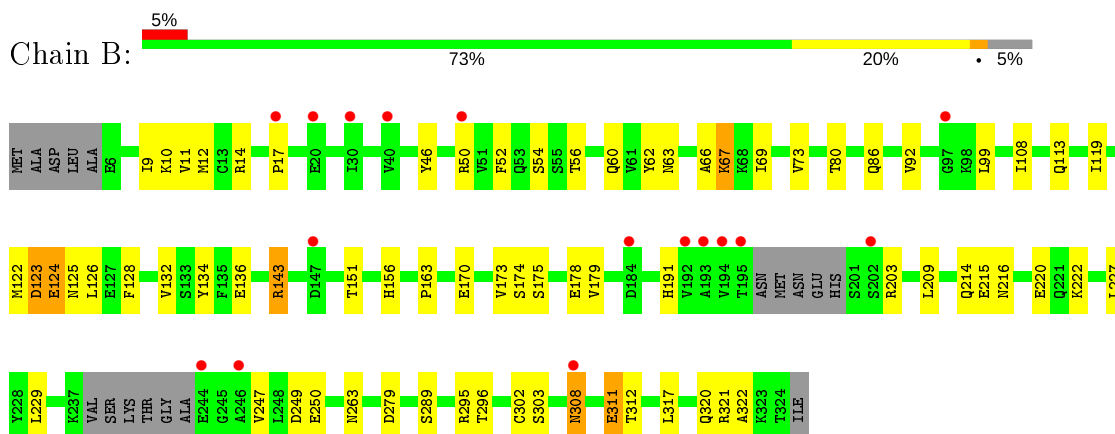 5%
Chain B:
73%
20%
•
5%
MET ALA ASP LEU ALA E6 I9 K10 V11 M12 C13 R14 P17 E20 I30 V40 Y46 R50 V51 F52 Q53 S54 S55 T56 Q60 V61 Y62 N63 A66 K67 K68 I69 V73 T80 Q86 V92 G97 K98 L99 I108 Q113 I119
M122 D123 E124 N125 L126 E127 F128 V132 S133 Y134 F135 E136 R143 D147 T151 H156 P163 E170 V173 S174 S175 E178 V179 D184 H191 V192 A193 V194 T195 ASN MET ASN GLU HIS S201 S202 R203 L209 Q214 E215 N216 E220 Q221 K222 L227
Y228 L229 K237 VAL SER LYS THR GLY ALA E244 G245 A246 V247 L248 D249 E250 N263 D279 S289 R295 T296 C302 S303 N308 E311 T312 L317 Q320 R321 A322 K323 T324 ILE